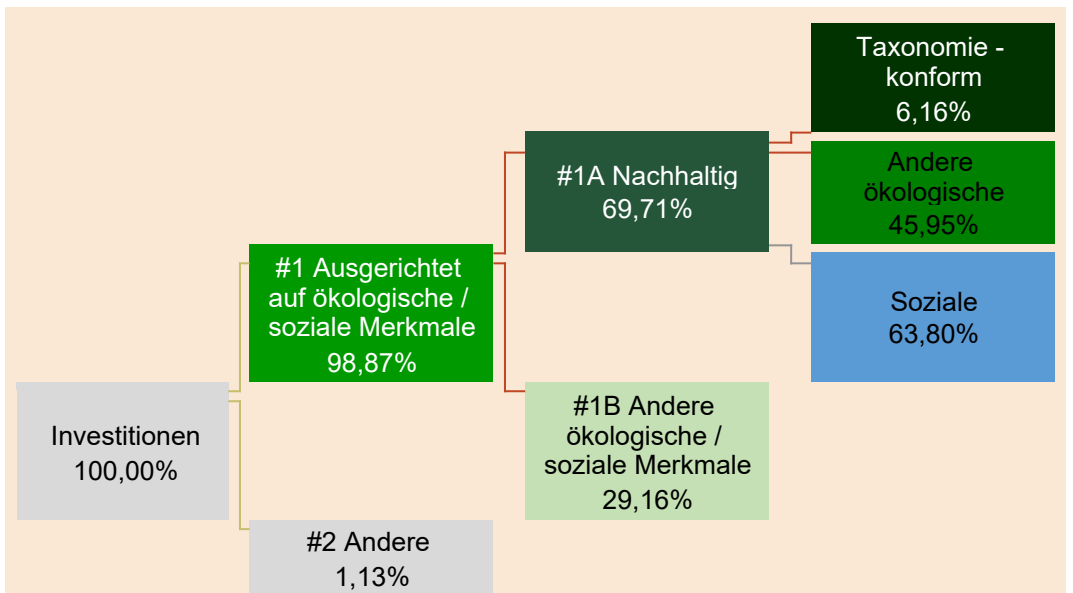 Taxonomie -
konform
6,16%
Andere
ökologische
45,95%
#1A Nachhaltig
69,71%
Soziale
63,80%
#1 Ausgerichtet
auf ökologische /
soziale Merkmale
98,87%
#1B Andere
ökologische /
soziale Merkmale
29,16%
Investitionen
100,00%
#2 Andere
1,13%